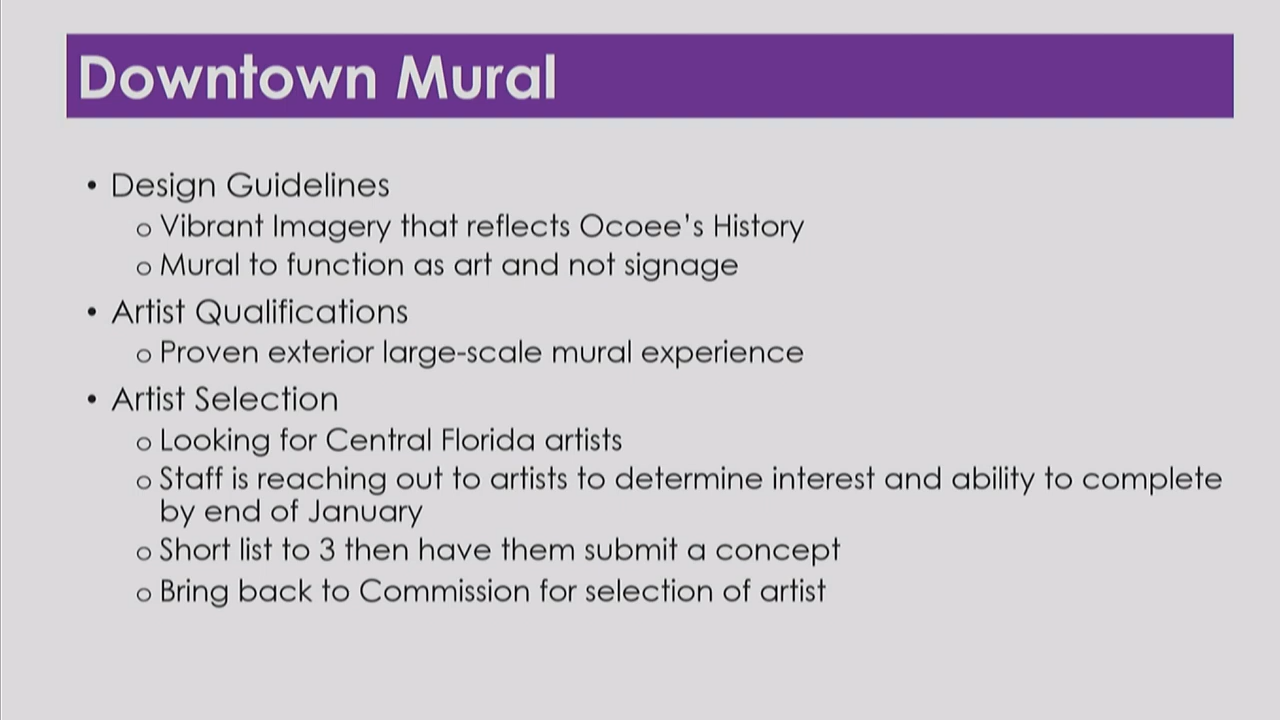 Downtown Mural
• Design Guidelines
o Vibrant Imagery that reflects Ocoee's History
o Mural to function as art and not signage
• Artist Qualifications
o Proven exterior large-scale mural experience
• Artist Selection
o Looking for Central Florida artists
o Staff is reaching out to artists to determine interest and ability to complete
by end of January
o Short list to 3 then have them submit a concept
o Bring back to Commission for selection of artist